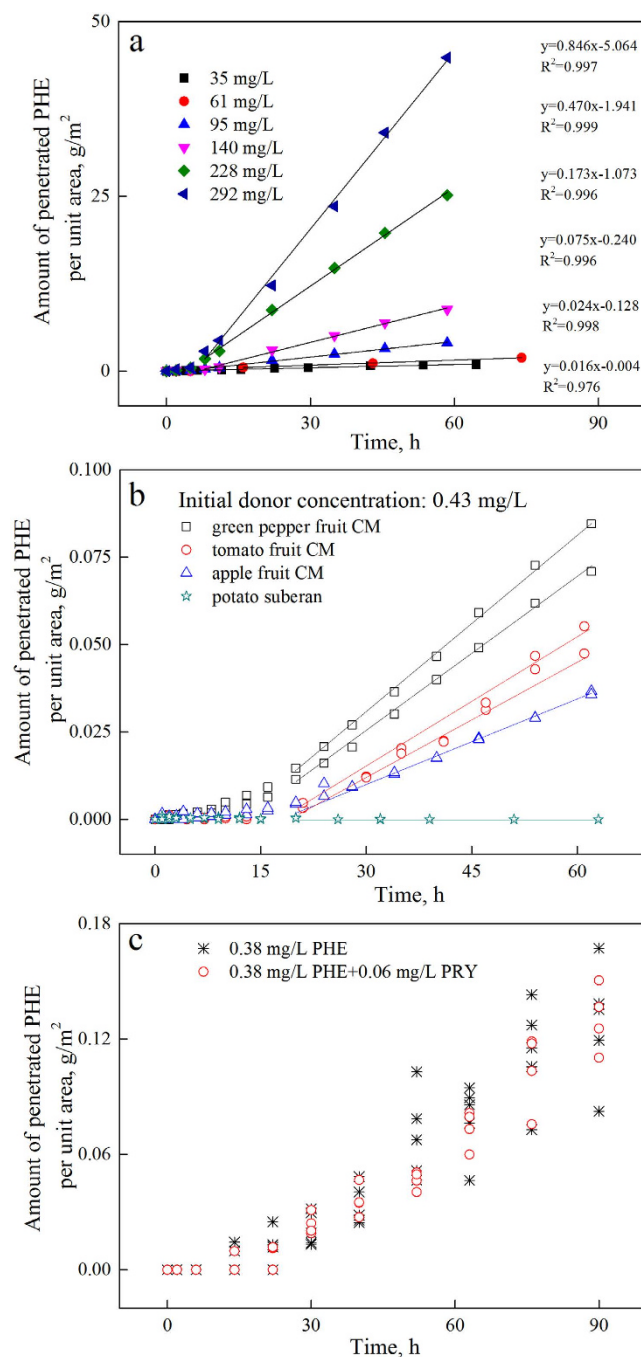 a
35 mg/L
61 mg/L
95 mg/L
140 mg/L
228 mg/L
292 mg/L
y=0.846x-5.064
R²=0.997
y=0.470x-1.941
R²=0.999
y=0.173x-1.073
R²=0.996
y=0.075x-0.240
R²=0.996
y=0.024x-0.128
R²=0.998
y=0.016x-0.004
R²=0.976
50
25
0
Amount of penetrated PHE
per unit area, g/m²
0 30 60 90
Time, h
b
Initial donor concentration: 0.43 mg/L
green pepper fruit CM
tomato fruit CM
apple fruit CM
potato suberan
0.100
0.075
0.050
0.025
0.000
Amount of penetrated PHE
per unit area, g/m²
0 15 30 45 60
Time, h
c
0.38 mg/L PHE
0.38 mg/L PHE+0.06 mg/L PRY
0.18
0.12
0.06
0.00
Amount of penetrated PHE
per unit area, g/m²
0 30 60 90
Time, h